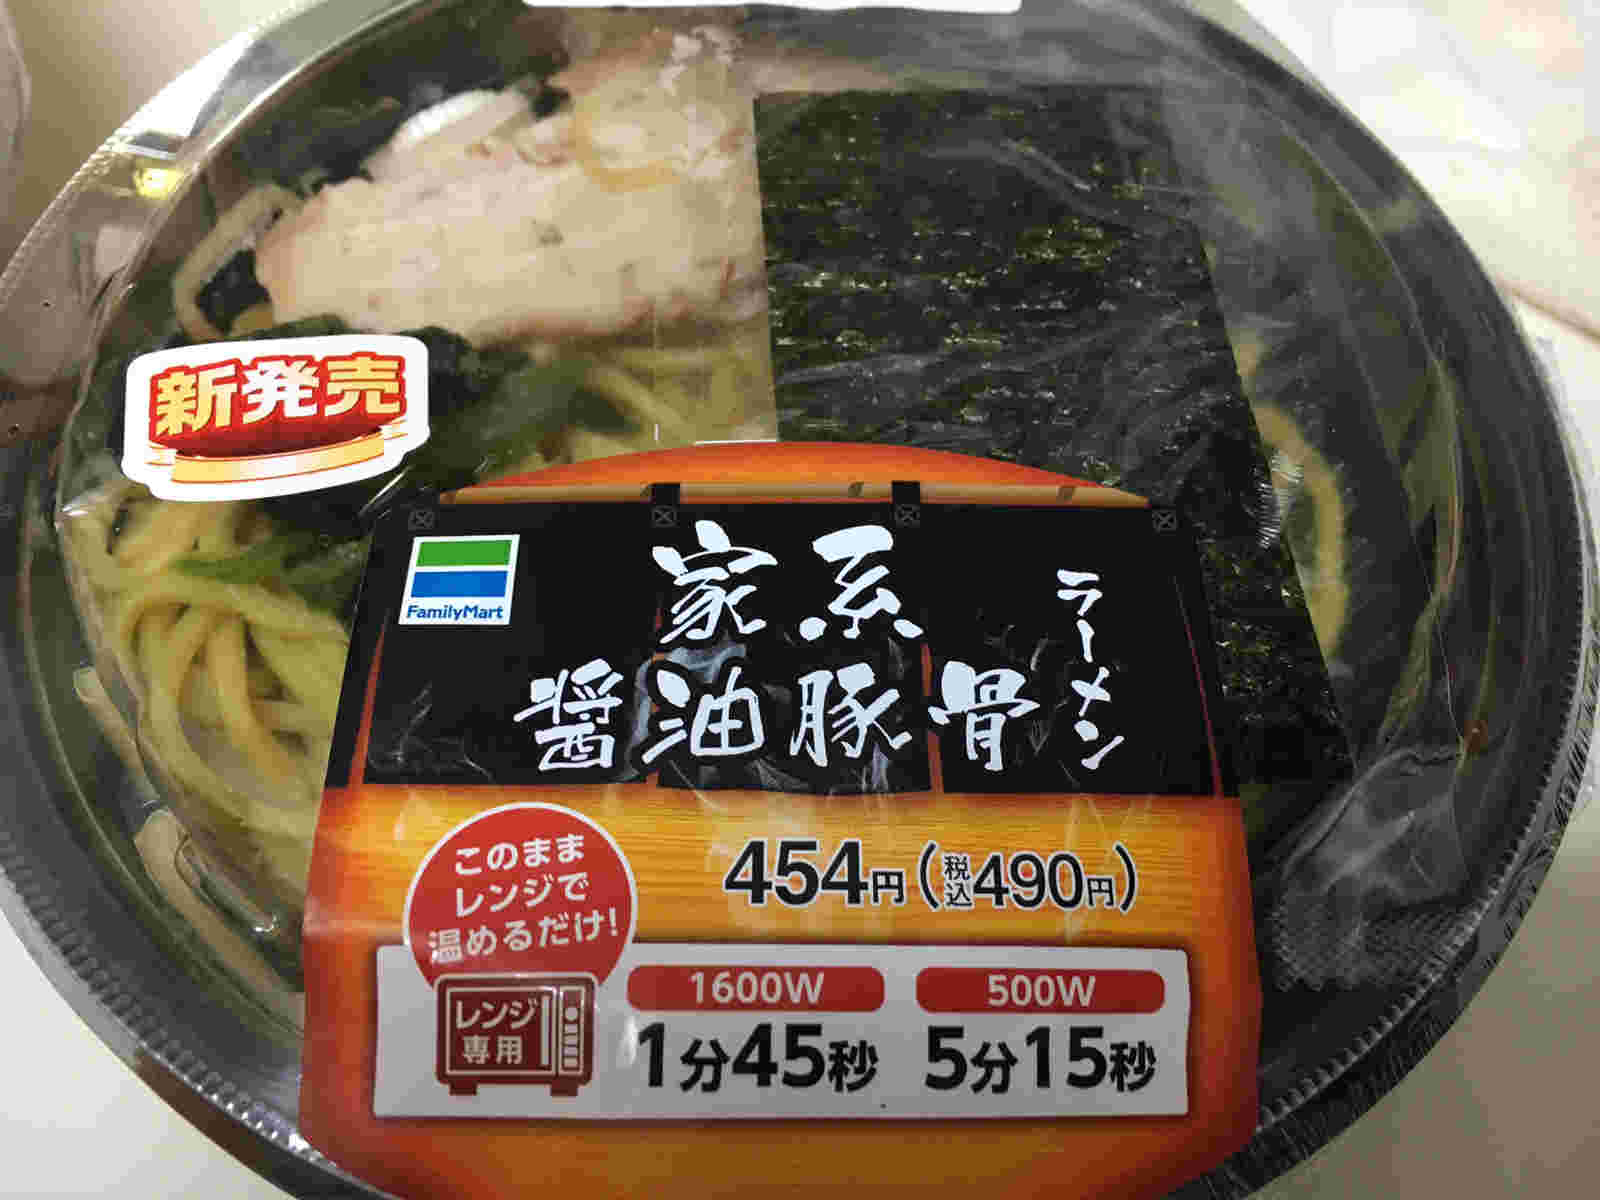 新発売
FamilyMart
家系
醤油豚骨
ラーメン
このまま
レンジで
温めるだけ!
454円(税込490円)
レンジ
専用
1600W
1分45秒
500W
5分15秒